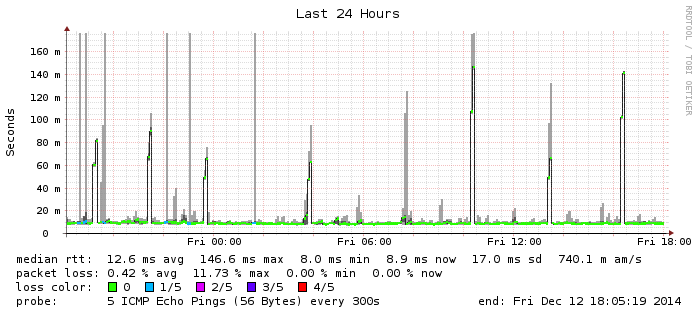 Last 24 Hours
RRDTOOL / TOBI OETIKER
Seconds
160 m
140 m
120 m
100 m
80 m
60 m
40 m
20 m
0
Fri 00:00 Fri 06:00 Fri 12:00 Fri 18:00
median rtt: 12.6 ms avg 146.6 ms max 8.0 ms min 8.9 ms now 17.0 ms sd 740.1 m am/s
packet loss: 0.42 % avg 11.73 % max 0.00 % min 0.00 % now
loss color: 0 1/5 2/5 3/5 4/5
probe: 5 ICMP Echo Pings (56 Bytes) every 300s end: Fri Dec 12 18:05:19 2014